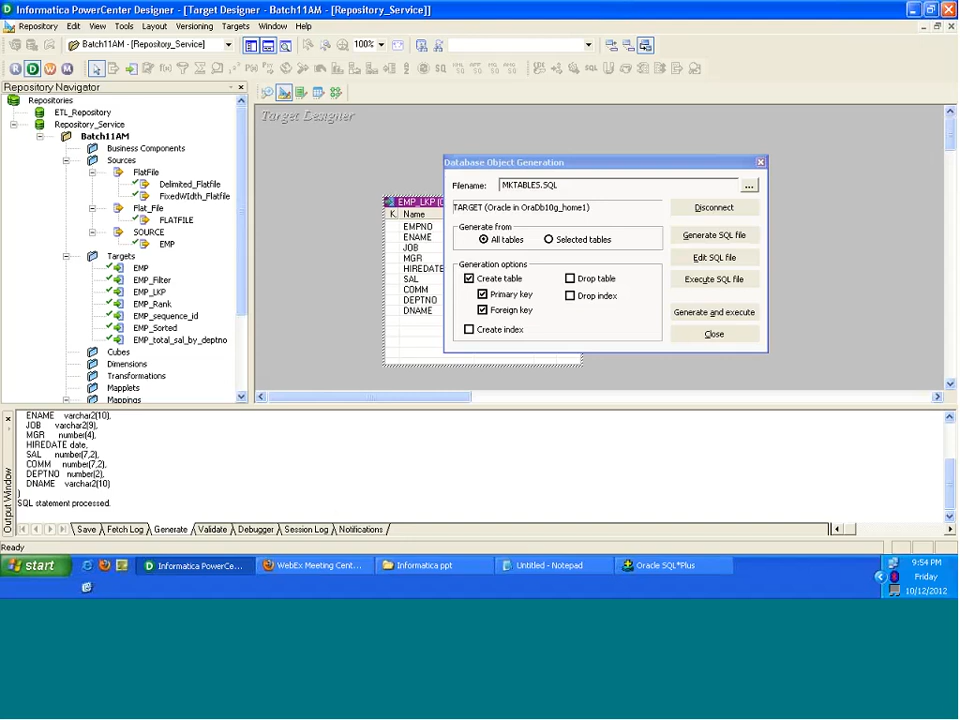 Informatica PowerCenter Designer - [Target Designer - Batch11AM - [Repository_Service]]
Repository Edit View Tools Layout Versioning Targets Window Help
Batch11AM - [Repository_Service] 100%
Repository Navigator
Repositories
ETL_Repository
Repository_Service
Batch11AM
Business Components
Sources
FlatFile
Delimited_Flatfile
FixedWIdth_Flatfile
Flat_File
FLATFILE
SOURCE
EMP
Targets
EMP
EMP_Filter
EMP_LKP
EMP_Rank
EMP_sequence_id
EMP_Sorted
EMP_total_sal_by_deptno
Cubes
Dimensions
Transformations
Mapplets
Mappings
Target Designer
EMP_LKP (O
K. Name
EMPNO
ENAME
JOB
MGR
HIREDATE
SAL
COMM
DEPTNO
DNAME
Database Object Generation
Filename: MKTABLES.SQL ...
TARGET (Oracle in OraDb10g_home1) Disconnect
Generate from
All tables Selected tables
Generate SQL file
Edit SQL file
Generation options
Create table Drop table
Execute SQL file
Primary key Drop index
Foreign key
Generate and execute
Create index
Close
Output Window
ENAME varchar2(10),
JOB varchar2(9),
MGR number(4),
HIREDATE date,
SAL number(7,2),
COMM number(7,2),
DEPTNO number(2),
DNAME varchar2(10)
)
SQL statement processed.
Save Fetch Log Generate Validate Debugger Session Log Notifications
Ready
start Informatica PowerCe... WebEx Meeting Cent... Informatica ppt Untitled - Notepad Oracle SQL*Plus
9:54 PM
Friday
10/12/2012